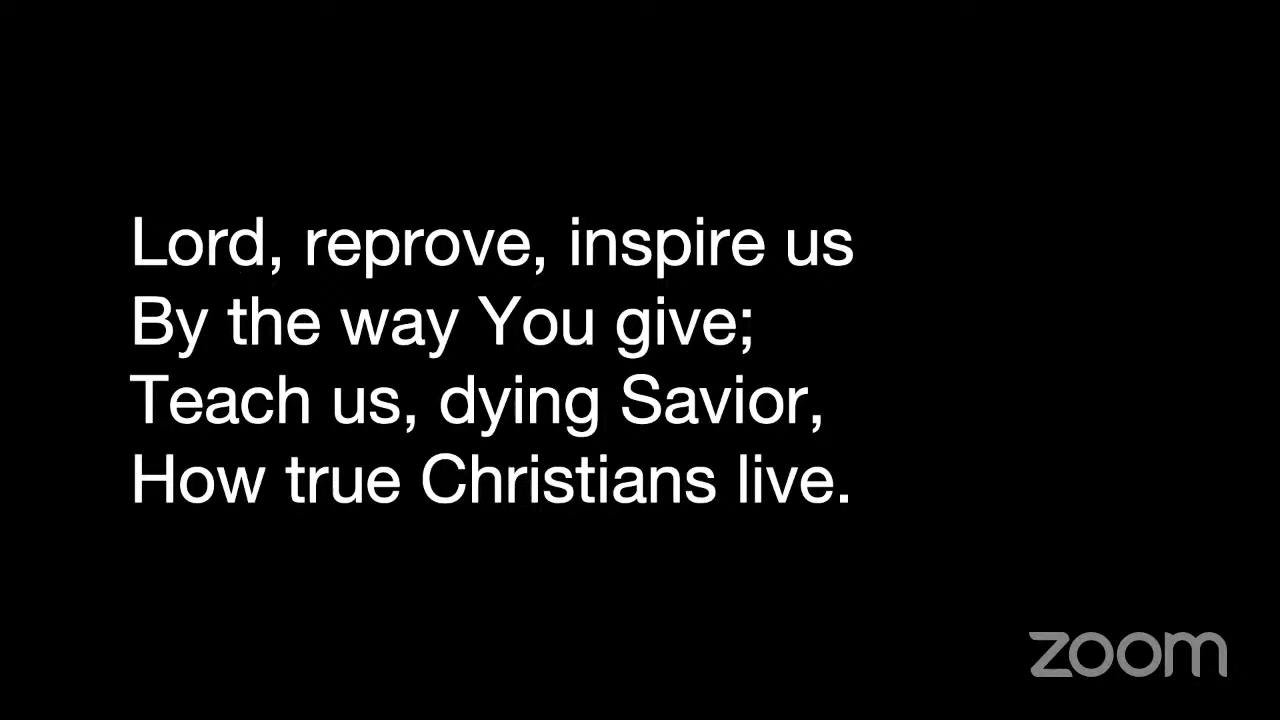 Lord, reprove, inspire us
By the way You give;
Teach us, dying Savior,
How true Christians live.
zoom